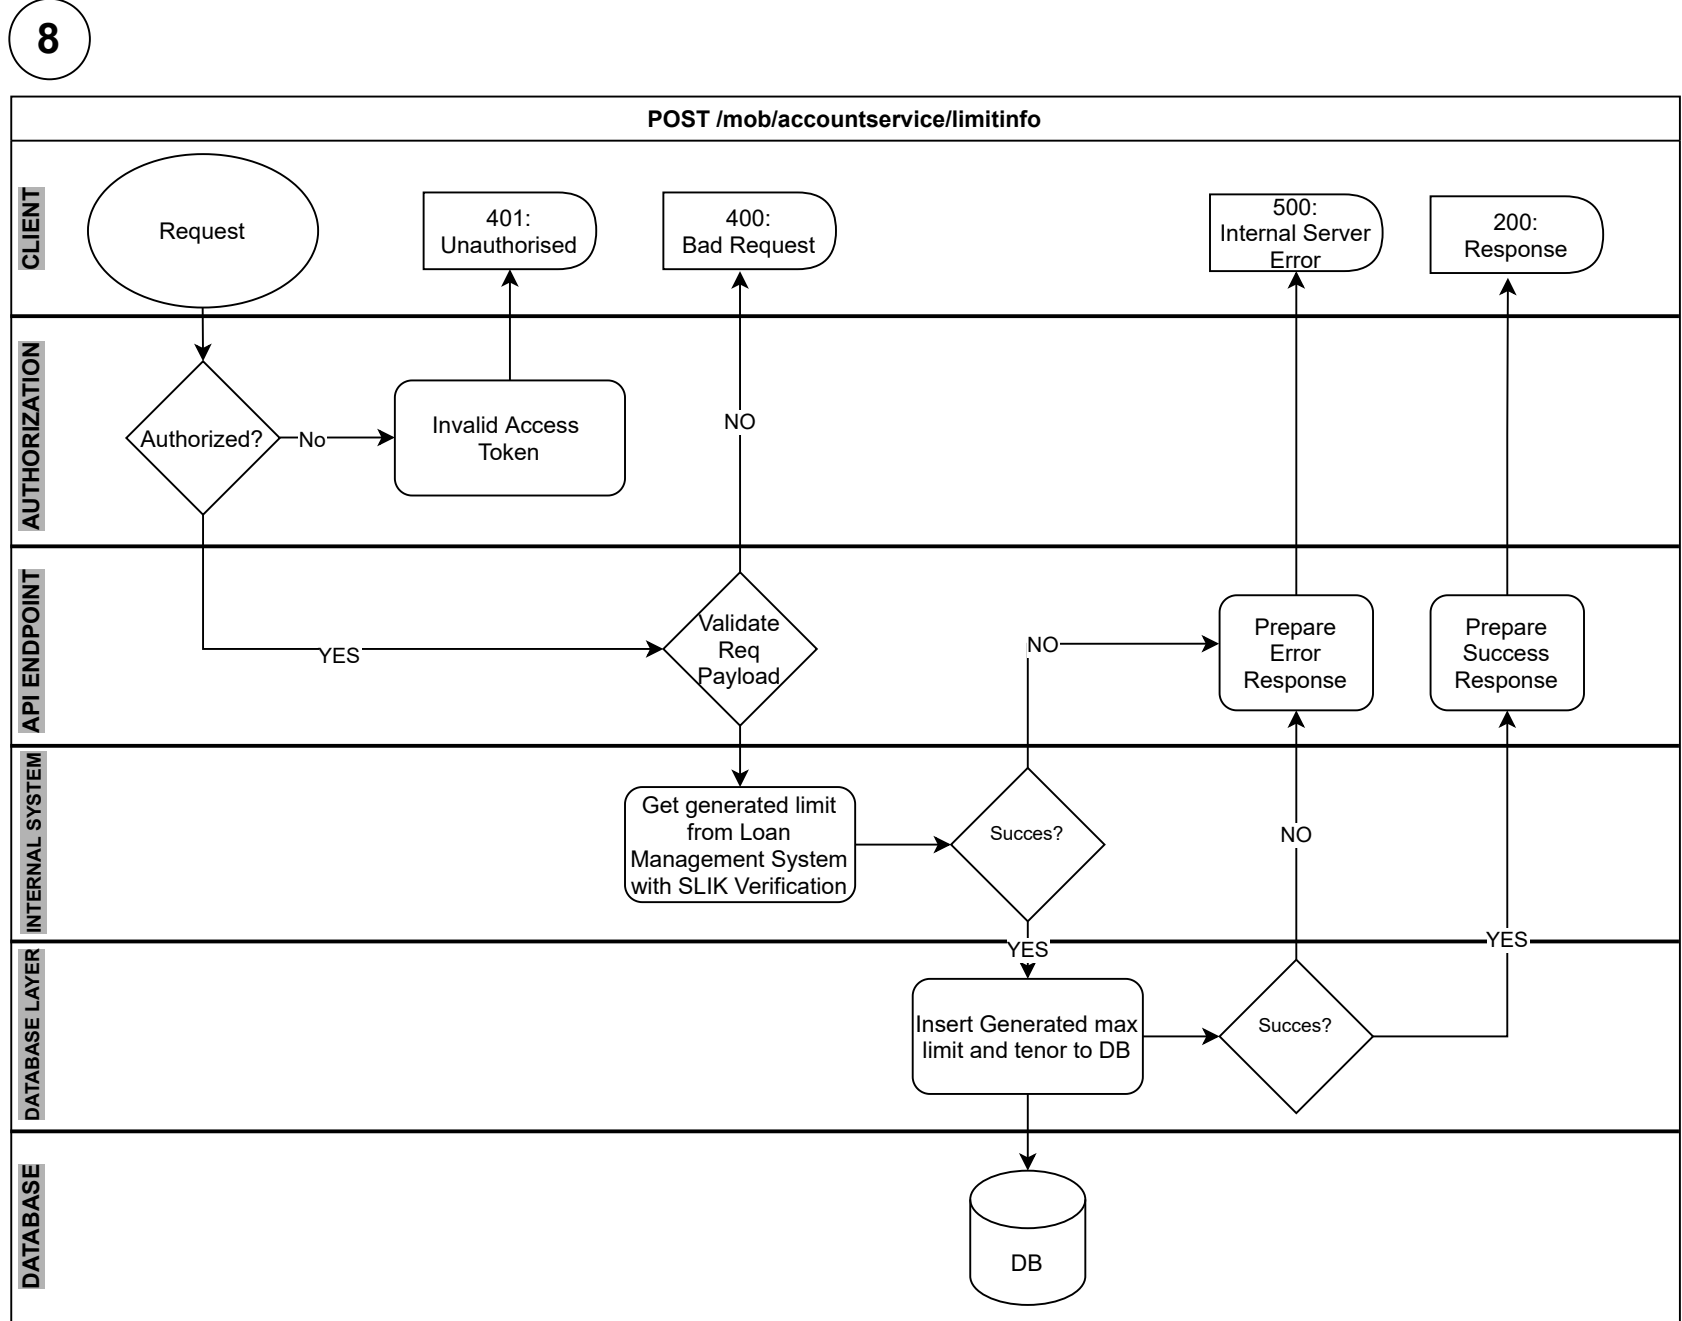 8
POST /mob/accountservice/limitinfo
CLIENT
Request
401:
Unauthorised
400:
Bad Request
500:
Internal Server
Error
200:
Response
AUTHORIZATION
Authorized?
No
Invalid Access
Token
NO
API ENDPOINT
YES
Validate
Req
Payload
NO
Prepare
Error
Response
Prepare
Success
Response
INTERNAL SYSTEM
Get generated limit
from Loan
Management System
with SLIK Verification
Succes?
NO
YES
YES
DATABASE LAYER
Insert Generated max
limit and tenor to DB
Succes?
DATABASE
DB